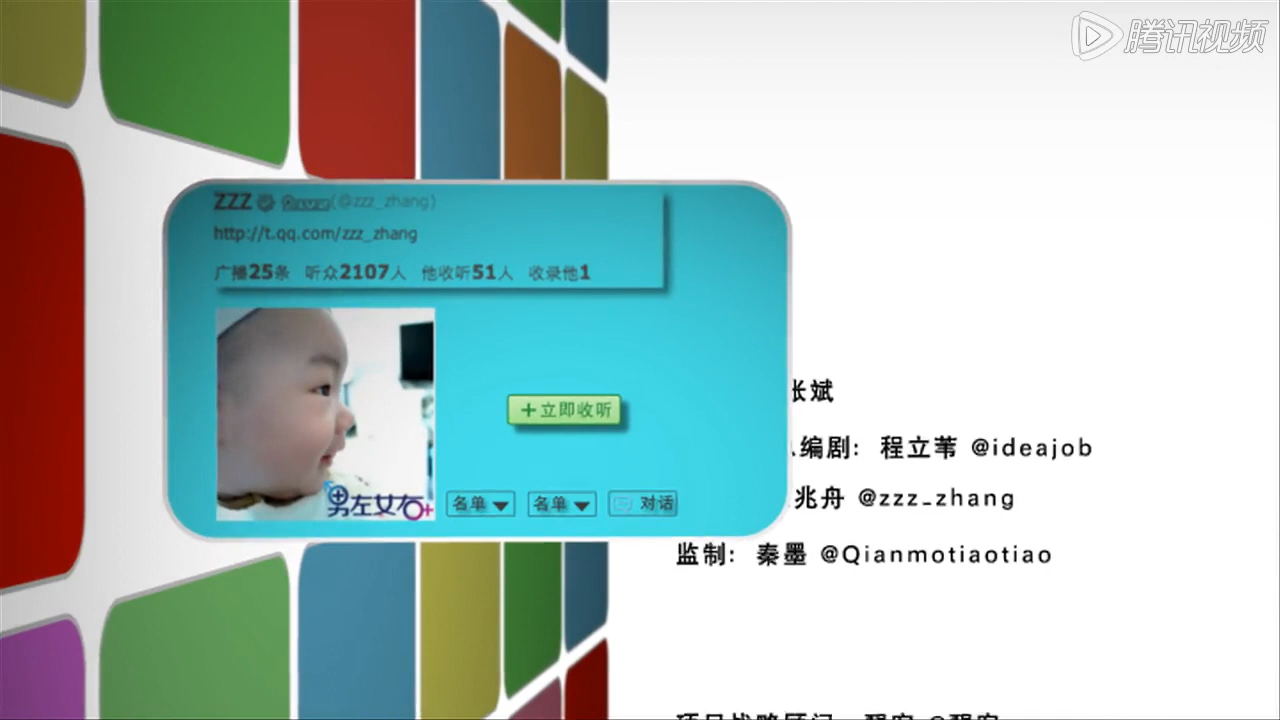 腾讯视频
ZZZ (@zzz_zhang)
http://t.qq.com/zzz_zhang
广播25条 听众2107人 他收听51人 收录他1
立即收听
男左女右
名单 名单 对话
张斌
编剧: 程立苇 @ideajob
兆舟 @zzz_zhang
监制: 秦墨 @Qianmotiaotiao